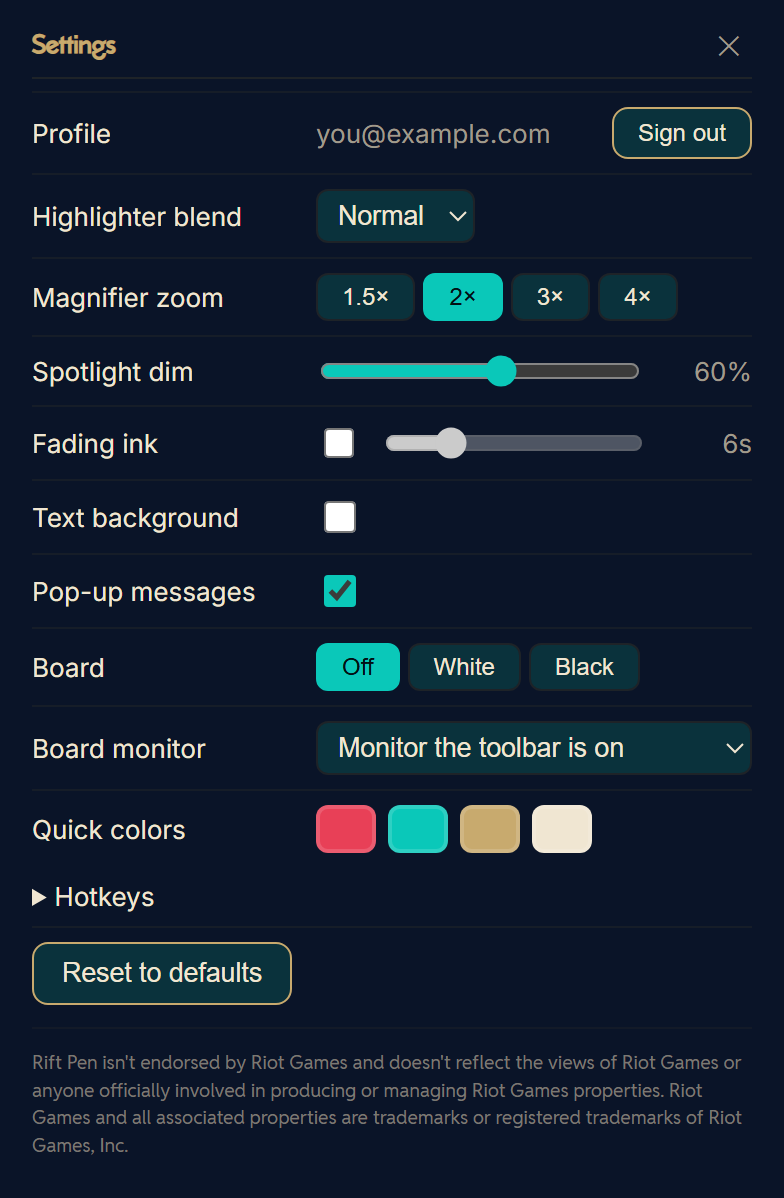 Settings
Profile you@example.com Sign out
Highlighter blend Normal
Magnifier zoom 1.5× 2× 3× 4×
Spotlight dim 60%
Fading ink 6s
Text background
Pop-up messages
Board Off White Black
Board monitor Monitor the toolbar is on
Quick colors
Hotkeys
Reset to defaults
Rift Pen isn't endorsed by Riot Games and doesn't reflect the views of Riot Games or
anyone officially involved in producing or managing Riot Games properties. Riot
Games and all associated properties are trademarks or registered trademarks of Riot
Games, Inc.